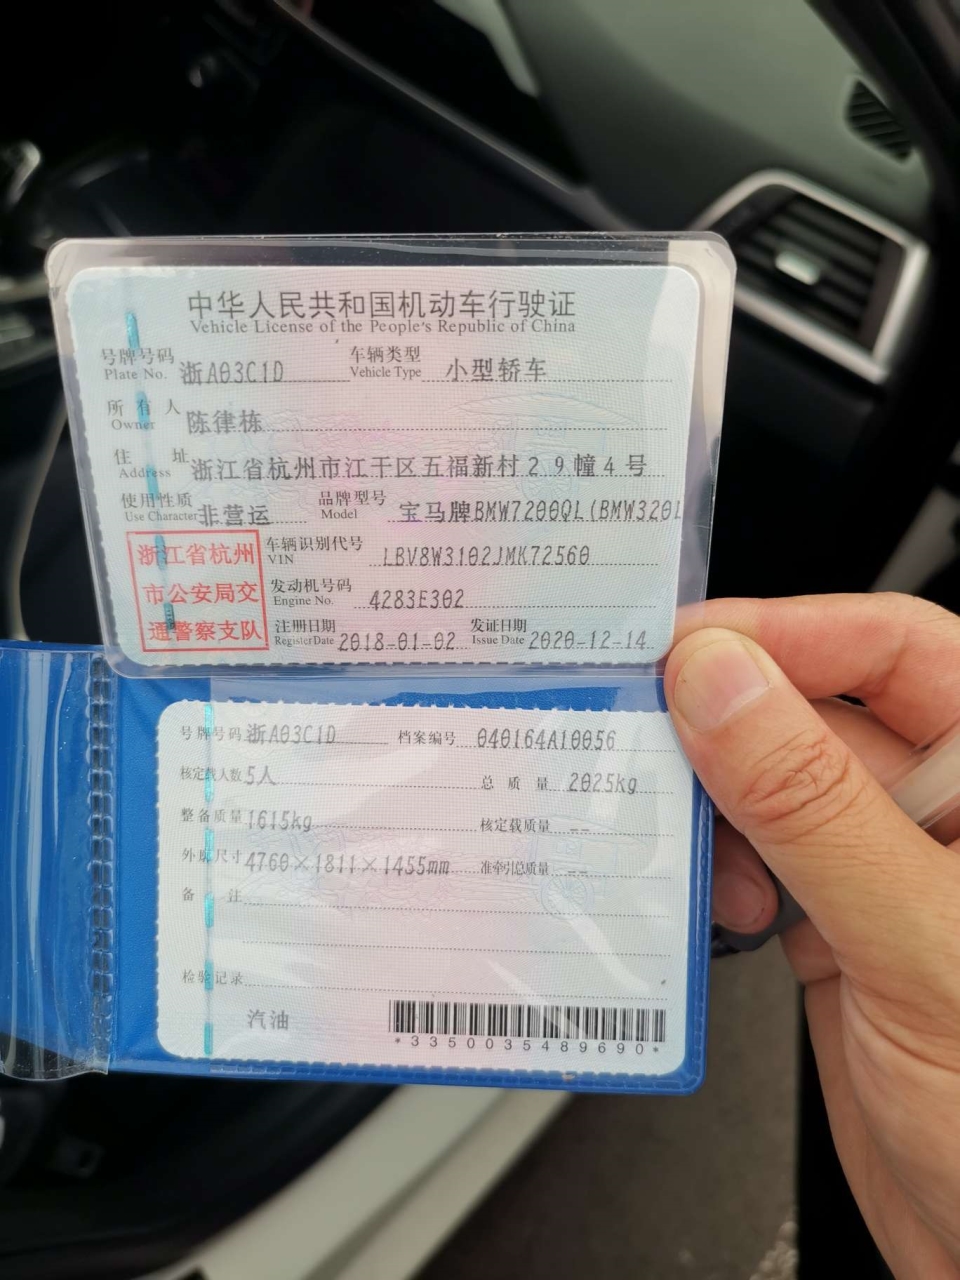 中华人民共和国机动车行驶证
Vehicle License of the People's Republic of China
号牌号码 Plate No. 浙A03C1D 车辆类型 Vehicle Type 小型轿车
所有人 Owner 陈律栋
住址 Address 浙江省杭州市江干区五福新村29幢4号
使用性质 Use Character 非营运 品牌型号 Model 宝马牌BMW7200QL(BMW320L
浙江省杭州
市公安局交
通警察支队
车辆识别代号 VIN LBV8W3102JMK72560
发动机号码 Engine No. 4283E302
注册日期 Register Date 2018-01-02 发证日期 Issue Date 2020-12-14
号牌号码 浙A03C1D 档案编号 040164A10056
核定载人数 5人 总质量 2025kg
整备质量 1615kg 核定载质量 --
外廓尺寸 4760×1811×1455mm 准牵引总质量 --
备注
检验记录
汽油
*3350035489690*